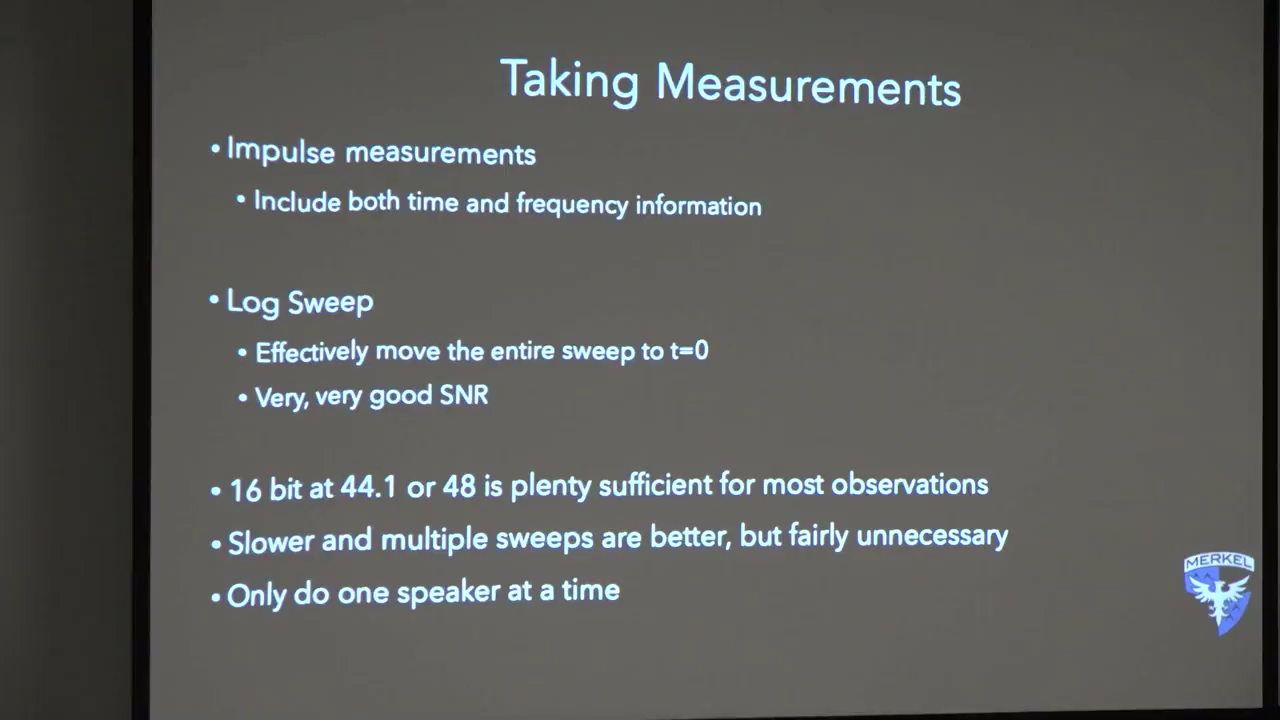 Taking Measurements
• Impulse measurements
• Include both time and frequency information
• Log Sweep
• Effectively move the entire sweep to t=0
• Very, very good SNR
• 16 bit at 44.1 or 48 is plenty sufficient for most observations
• Slower and multiple sweeps are better, but fairly unnecessary
• Only do one speaker at a time
MERKEL